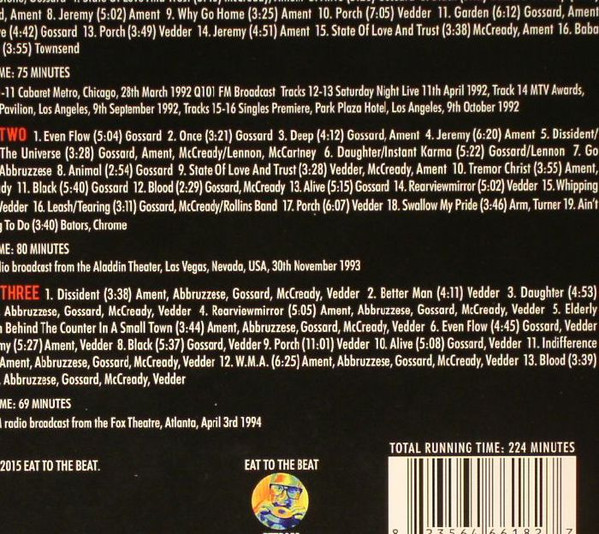 d, Ament 8. Jeremy (5:02) Ament 9. Why Go Home (3:25) Ament 10. Porch (7:05) Vedder 11. Garden (6:12) Gossard, Ament
e (4:42) Gossard 13. Porch (3:49) Vedder 14. Jeremy (4:51) Ament 15. State Of Love And Trust (3:38) McCready, Ament 16. Baba
(3:55) Townsend
ME: 75 MINUTES
-11 Cabaret Metro, Chicago, 28th March 1992 Q101 FM Broadcast Tracks 12-13 Saturday Night Live 11th April 1992, Track 14 MTV Awards,
Pavilion, Los Angeles, 9th September 1992, Tracks 15-16 Singles Premiere, Park Plaza Hotel, Los Angeles, 9th October 1992
TWO 1. Even Flow (5:04) Gossard 2. Once (3:21) Gossard 3. Deep (4:12) Gossard, Ament 4. Jeremy (6:20) Ament 5. Dissident/
The Universe (3:28) Gossard, Ament, McCready/Lennon, McCartney 6. Daughter/Instant Karma (5:22) Gossard/Lennon 7. Go
Abbruzzese 8. Animal (2:54) Gossard 9. State Of Love And Trust (3:28) Vedder, McCready, Ament 10. Tremor Christ (3:55) Ament,
dy 11. Black (5:40) Gossard 12. Blood (2:29) Gossard, McCready 13. Alive (5:15) Gossard 14. Rearviewmirror (5:02) Vedder 15. Whipping
Vedder 16. Leash/Tearing (3:11) Gossard, McCready/Rollins Band 17. Porch (6:07) Vedder 18. Swallow My Pride (3:46) Arm, Turner 19. Ain't
g To Do (3:40) Bators, Chrome
ME: 80 MINUTES
dio broadcast from the Aladdin Theater, Las Vegas, Nevada, USA, 30th November 1993
THREE 1. Dissident (3:38) Ament, Abbruzzese, Gossard, McCready, Vedder 2. Better Man (4:11) Vedder 3. Daughter (4:53)
Abbruzzese, Gossard, McCready, Vedder 4. Rearviewmirror (5:05) Ament, Abbruzzese, Gossard, McCready, Vedder 5. Elderly
n Behind The Counter In A Small Town (3:44) Ament, Abbruzzese, Gossard, McCready, Vedder 6. Even Flow (4:45) Gossard, Vedder
my (5:27) Ament, Vedder 8. Black (5:37) Gossard, Vedder 9. Porch (11:01) Vedder 10. Alive (5:08) Gossard, Vedder 11. Indifference
Ament, Abbruzzese, Gossard, McCready, Vedder 12. W.M.A. (6:25) Ament, Abbruzzese, Gossard, McCready, Vedder 13. Blood (3:39)
Abbruzzese, Gossard, McCready, Vedder
ME: 69 MINUTES
radio broadcast from the Fox Theatre, Atlanta, April 3rd 1994
TOTAL RUNNING TIME: 224 MINUTES
2015 EAT TO THE BEAT.
EAT TO THE BEAT
8 23564 66182 7